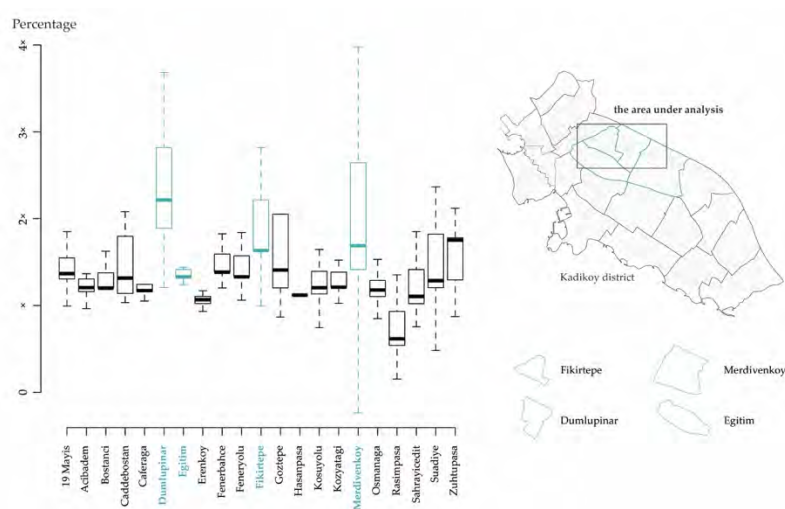 Percentage
4×
3×
2×
×
0
19 Mayis
Acibadem
Bostanci
Caddebostan
Caferaga
Dumlupinar
Egitim
Erenkoy
Fenerbahce
Feneryolu
Fikirtepe
Goztepe
Hasanpasa
Kosuyolu
Kozyatagi
Merdivenkoy
Osmanaga
Rasimpasa
Sahrayicedit
Suadiye
Zuhtupasa
the area under analysis
Kadikoy district
Fikirtepe
Merdivenkoy
Dumlupinar
Egitim